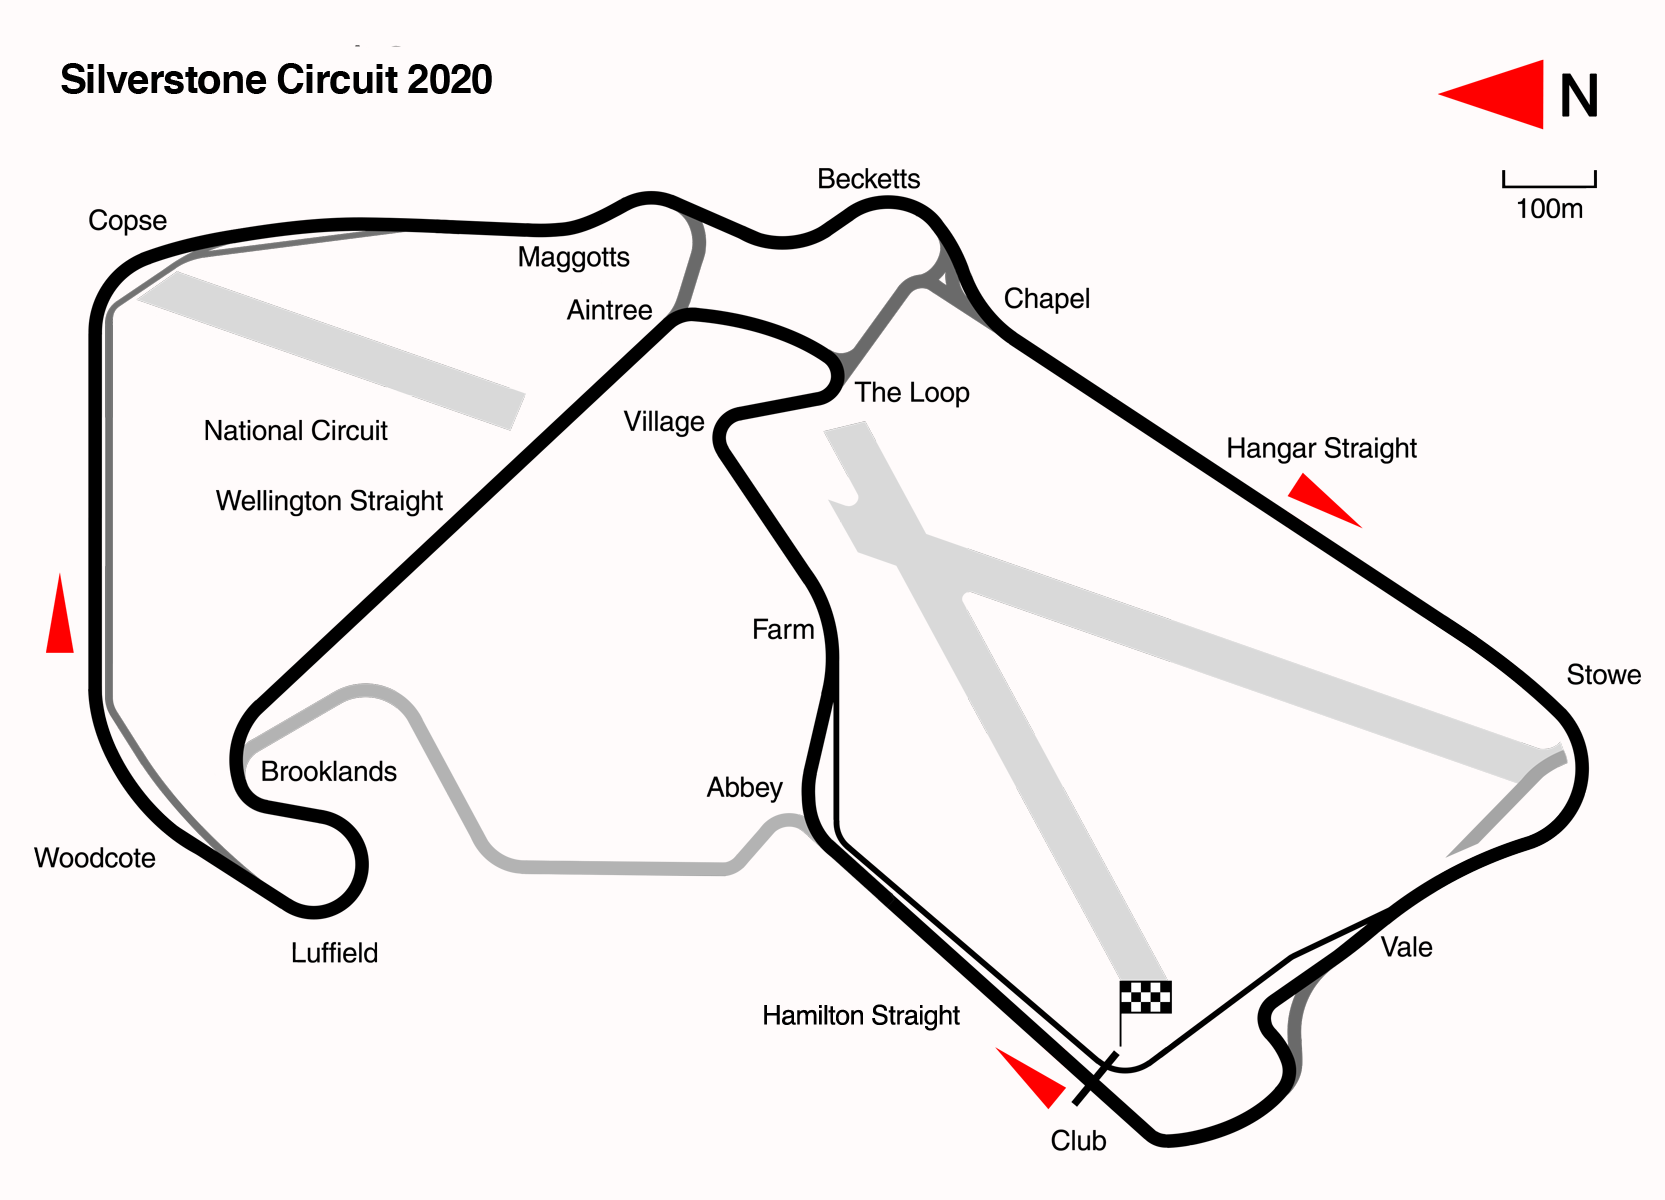 Silverstone Circuit 2020
N
100m
Becketts
Copse
Maggotts
Chapel
Aintree
The Loop
Village
National Circuit
Hangar Straight
Wellington Straight
Farm
Stowe
Brooklands
Abbey
Woodcote
Vale
Luffield
Hamilton Straight
Club